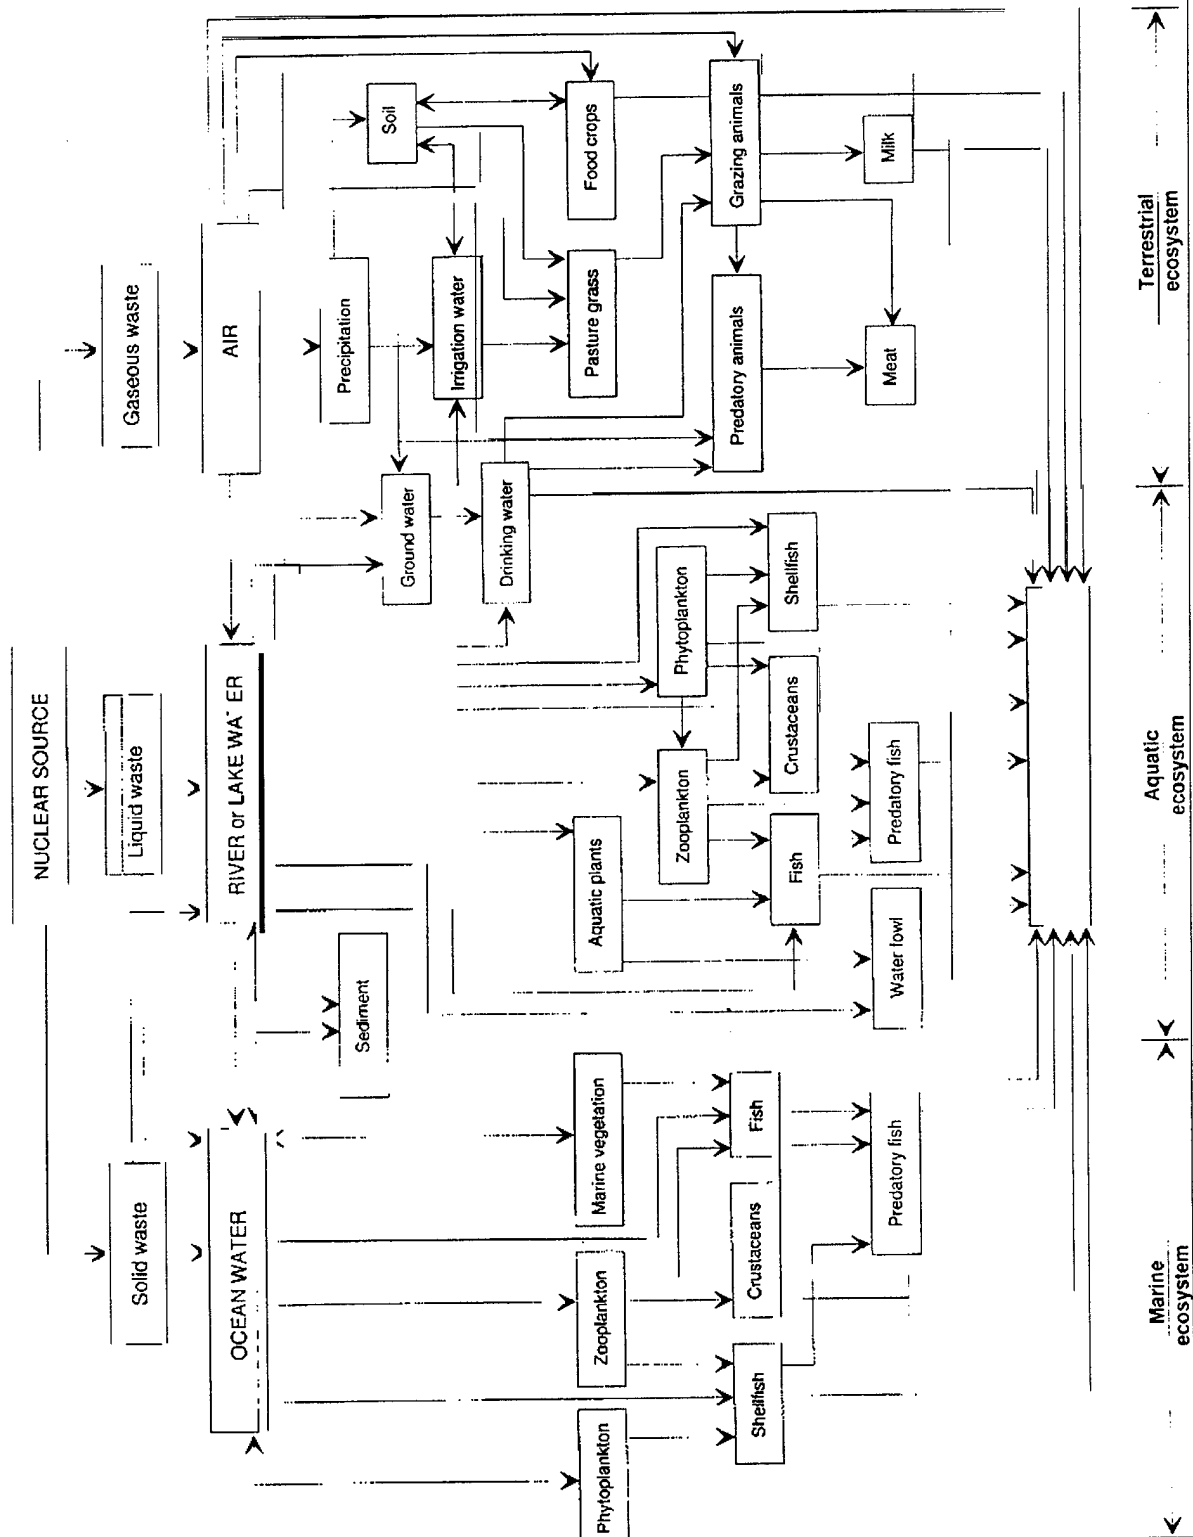 NUCLEAR SOURCE
Solid waste
Liquid waste
Gaseous waste
OCEAN WATER
RIVER or LAKE WATER
AIR
Sediment
Precipitation
Soil
Ground water
Irrigation water
Drinking water
Phytoplankton
Zooplankton
Marine vegetation
Aquatic plants
Pasture grass
Food crops
Zooplankton
Phytoplankton
Shellfish
Crustaceans
Fish
Fish
Crustaceans
Shellfish
Predatory animals
Grazing animals
Predatory fish
Water fowl
Predatory fish
Meat
Milk
Marine
ecosystem
Aquatic
ecosystem
Terrestrial
ecosystem